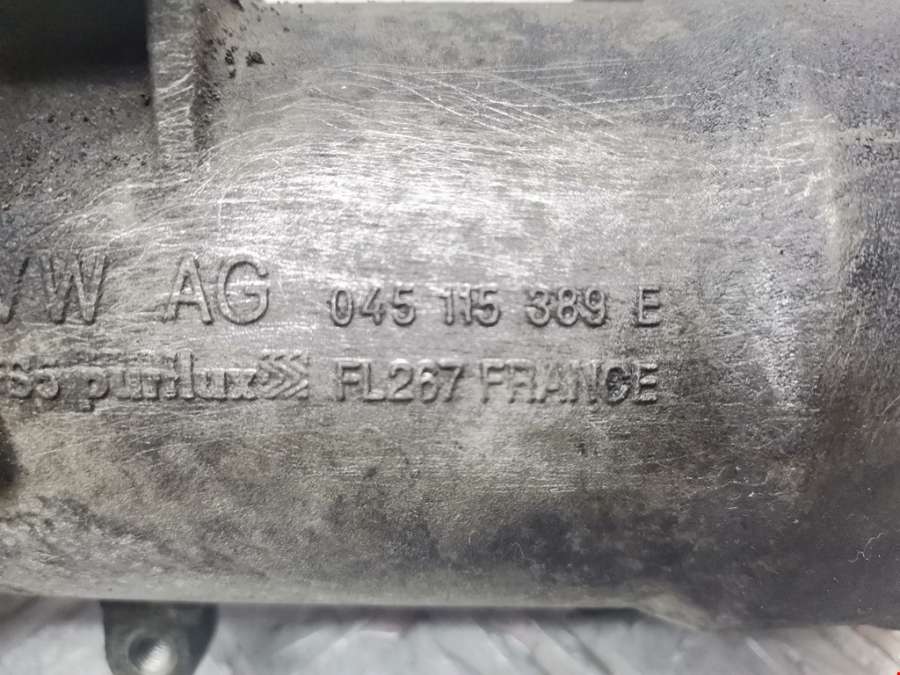 VW AG 045 115 389 E
purflux FL267 FRANCE